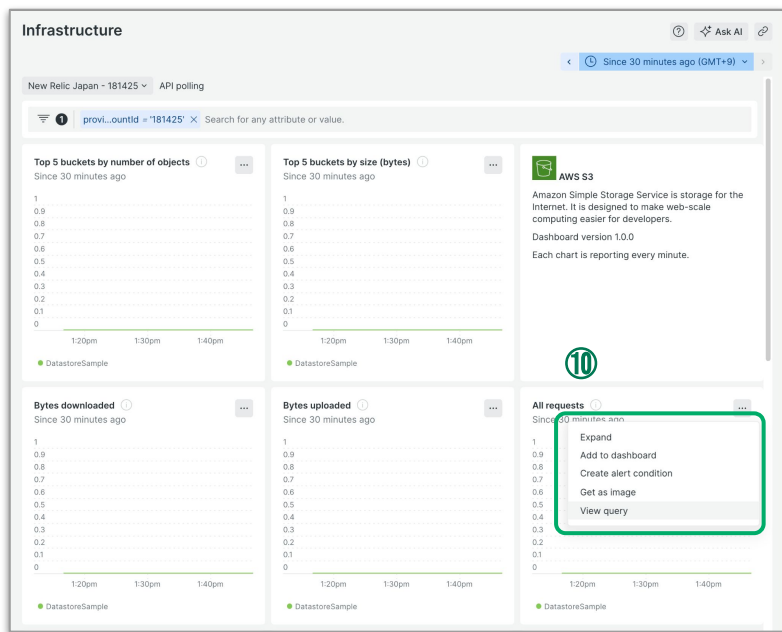 Infrastructure
Ask AI
Since 30 minutes ago (GMT+9)
New Relic Japan - 181425
API polling
1
provi...ountId = '181425' ×
Search for any attribute or value.
Top 5 buckets by number of objects
Since 30 minutes ago
1
0.9
0.8
0.7
0.6
0.5
0.4
0.3
0.2
0.1
0
1:20pm 1:30pm 1:40pm
DatastoreSample
Top 5 buckets by size (bytes)
Since 30 minutes ago
1
0.9
0.8
0.7
0.6
0.5
0.4
0.3
0.2
0.1
0
1:20pm 1:30pm 1:40pm
DatastoreSample
AWS S3
Amazon Simple Storage Service is storage for the
Internet. It is designed to make web-scale
computing easier for developers.
Dashboard version 1.0.0
Each chart is reporting every minute.
⑩
Bytes downloaded
Since 30 minutes ago
1
0.9
0.8
0.7
0.6
0.5
0.4
0.3
0.2
0.1
0
1:20pm 1:30pm 1:40pm
DatastoreSample
Bytes uploaded
Since 30 minutes ago
1
0.9
0.8
0.7
0.6
0.5
0.4
0.3
0.2
0.1
0
1:20pm 1:30pm 1:40pm
DatastoreSample
All requests
Since 30 minutes ago
1
0.9
0.8
0.7
0.6
0.5
0.4
0.3
0.2
0.1
0
Expand
Add to dashboard
Create alert condition
Get as image
View query
1:20pm 1:30pm 1:40pm
DatastoreSample